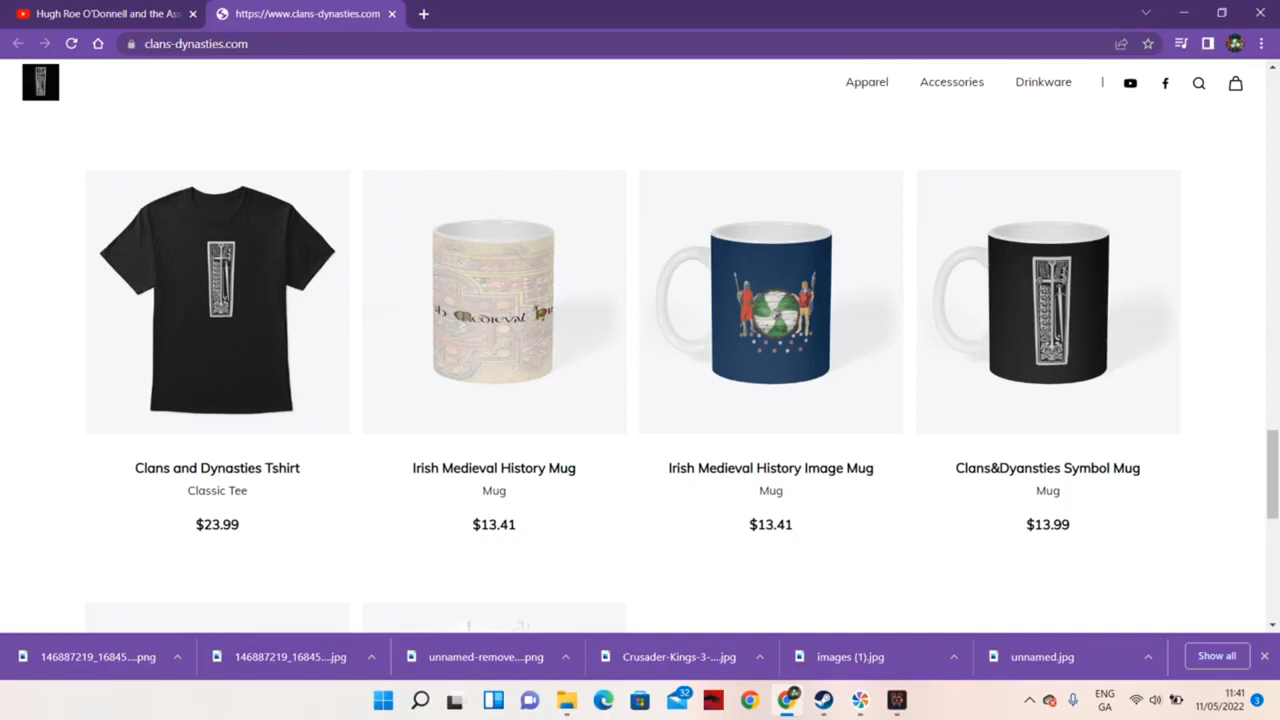 Hugh Roe O'Donnell and the Ass
https://www.clans-dynasties.com
clans-dynasties.com
Apparel
Accessories
Drinkware
Clans and Dynasties Tshirt
Classic Tee
$23.99
Irish Medieval History Mug
Mug
$13.41
Irish Medieval History Image Mug
Mug
$13.41
Clans&Dyansties Symbol Mug
Mug
$13.99
146887219_16845....png
146887219_16845....jpg
unnamed-remove....png
Crusader-Kings-3-....jpg
images (1).jpg
unnamed.jpg
Show all
32
ENG
GA
11:41
11/05/2022
3